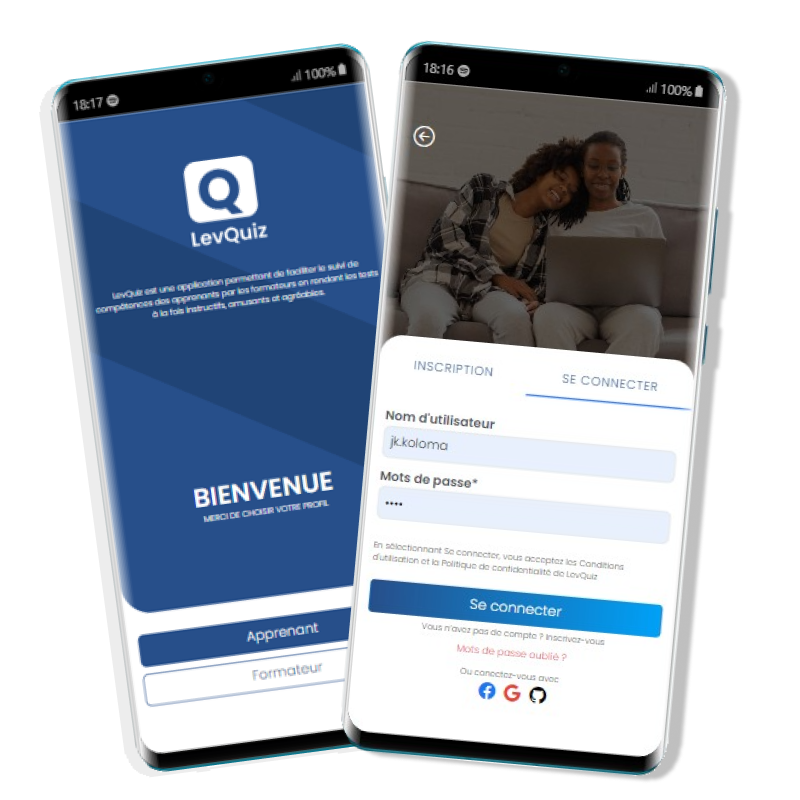 18:17
100%
LevQuiz
LevQuiz est une application permettant de faciliter le suivi de
compétences des apprenants par les formateurs en rendant les tests
à la fois instructifs, amusants et agréables.
BIENVENUE
MERCI DE CHOISIR VOTRE PROFIL
Apprenant
Formateur
18:16
100%
INSCRIPTION
SE CONNECTER
Nom d'utilisateur
jk.koloma
Mots de passe*
••••
En sélectionnant Se connecter, vous acceptez les Conditions
d'utilisation et la Politique de confidentialité de LevQuiz
Se connecter
Vous n'avez pas de compte ? Inscrivez-vous
Mots de passe oublié ?
Ou conectez-vous avec